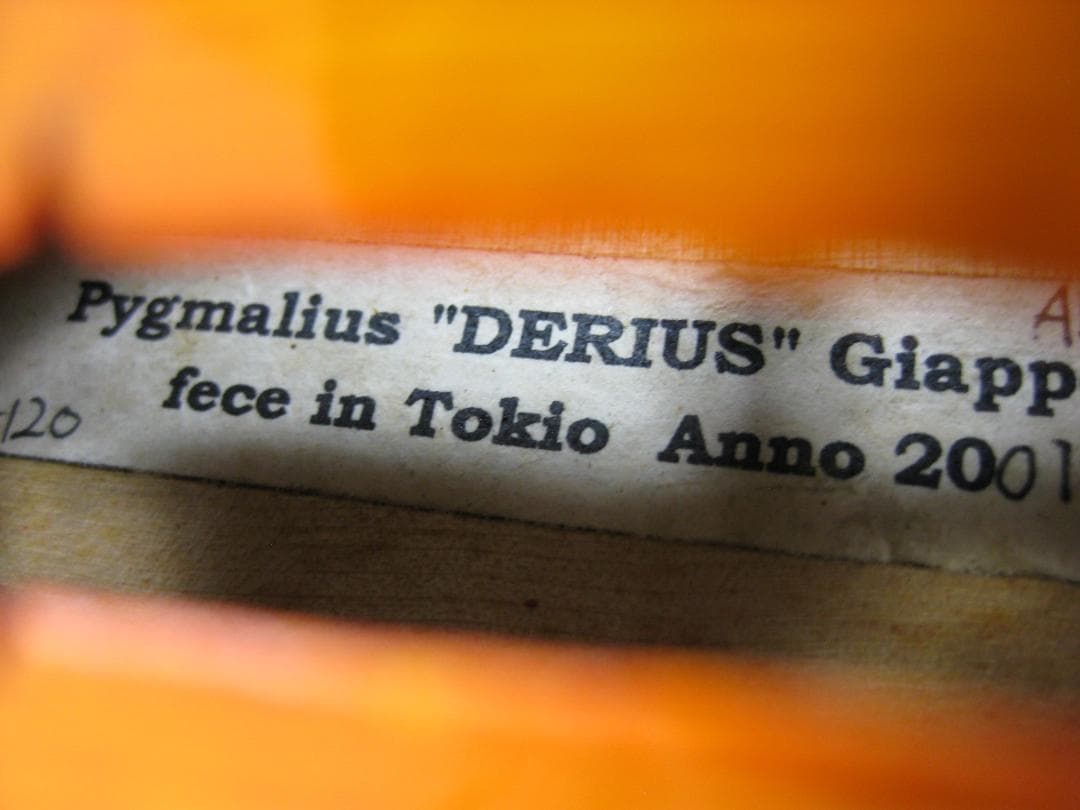 Pygmalius "DERIUS" Giapp
A
fece in Tokio Anno 2001
-120